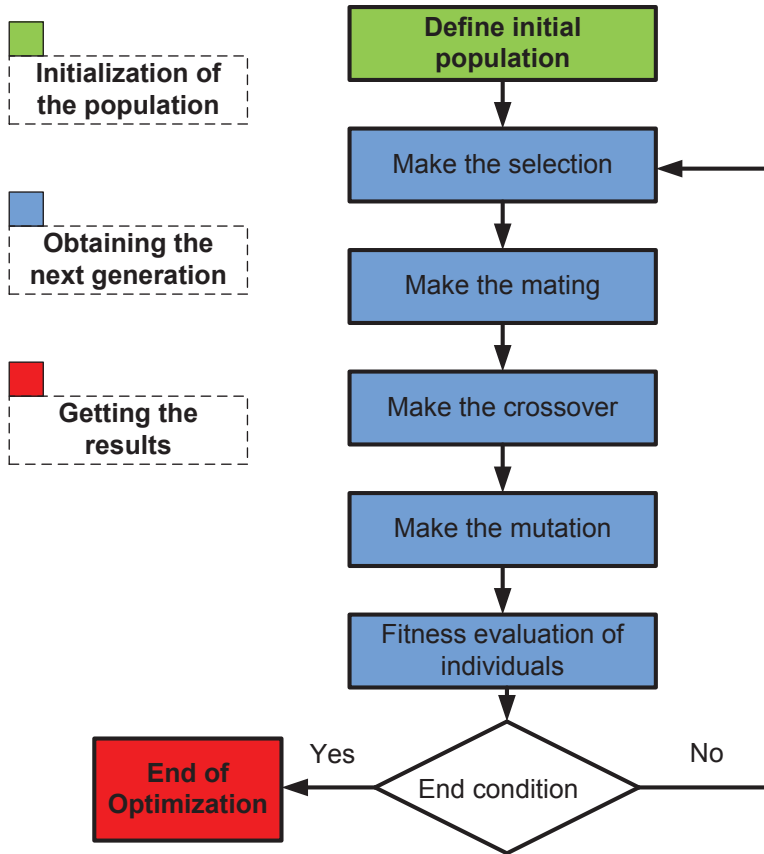 Initialization of
the population
Obtaining the
next generation
Getting the
results
Define initial
population
Make the selection
Make the mating
Make the crossover
Make the mutation
Fitness evaluation of
individuals
End condition
Yes
No
End of
Optimization